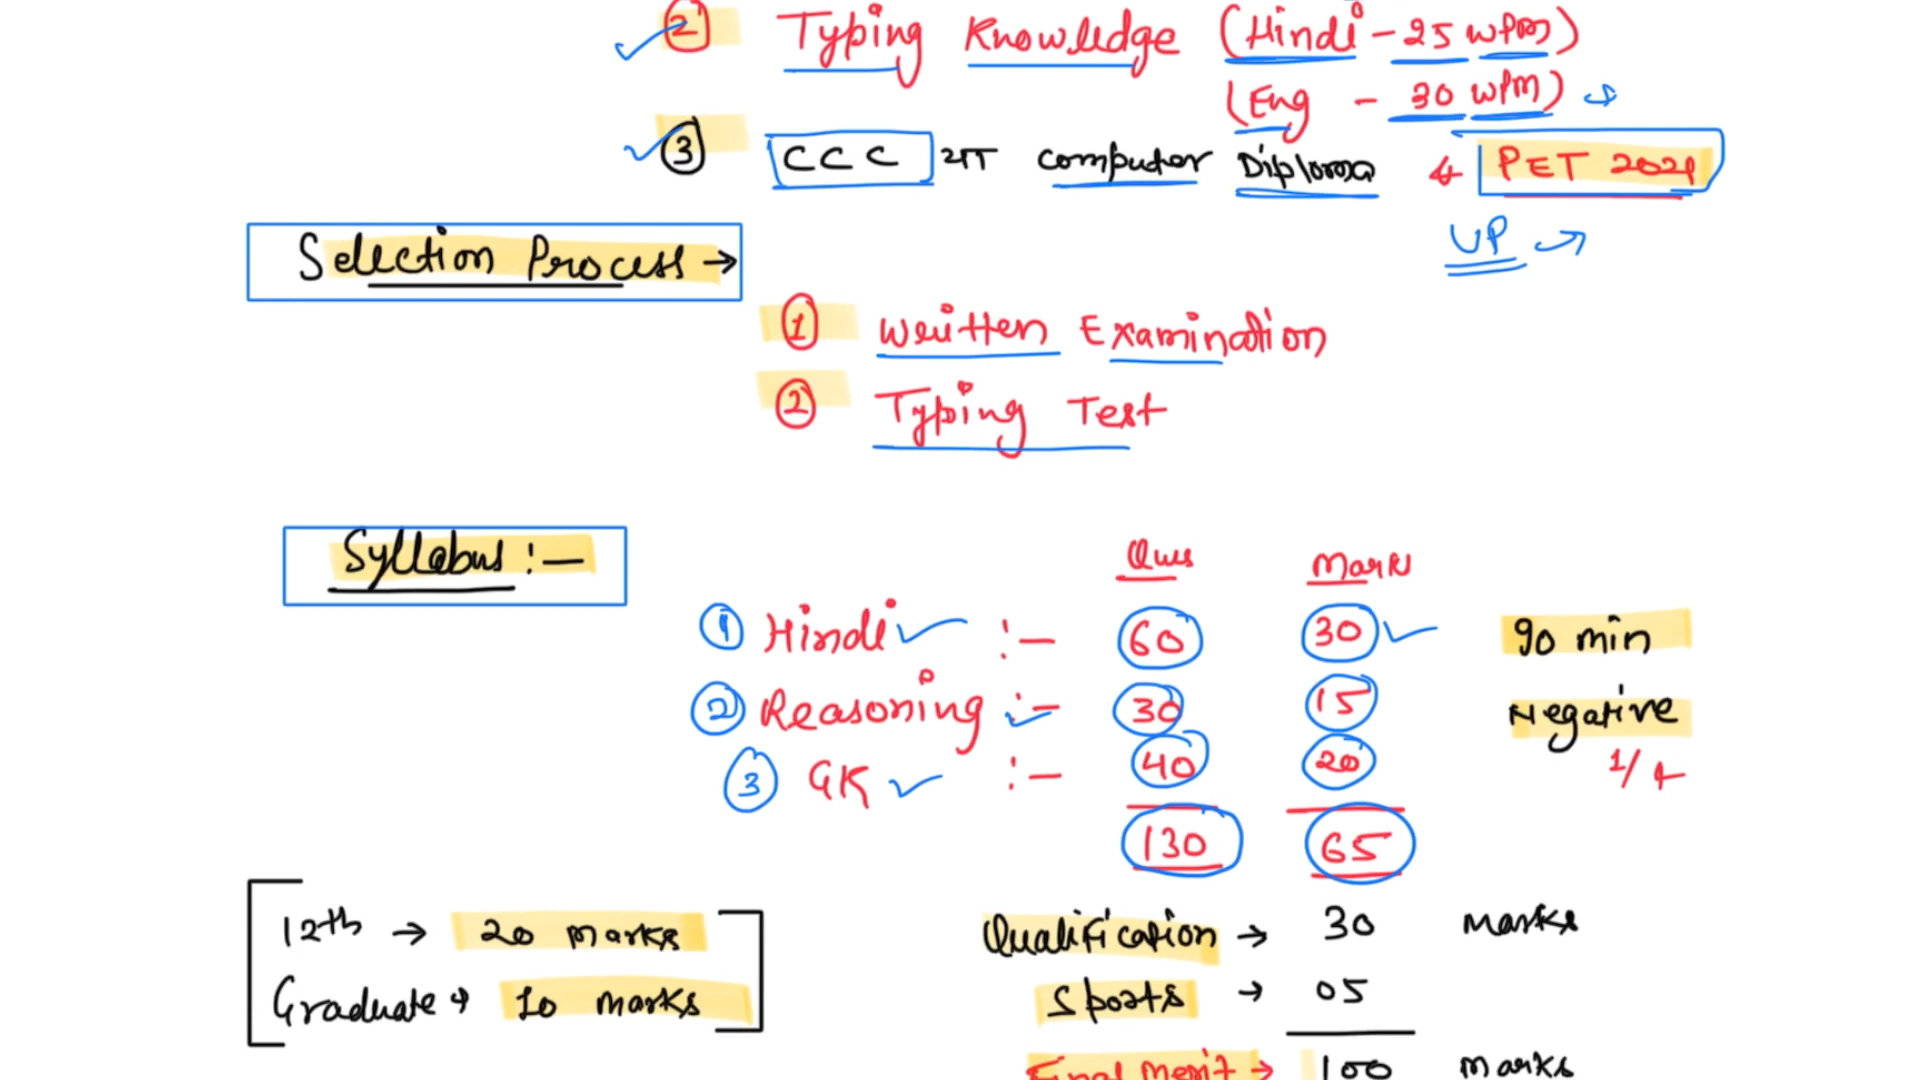 2 Typing Knowledge (Hindi - 25 wpm)
(Eng - 30 wpm)
3 CCC या Computer Diploma & PET 2021
UP
Selection Process →
1 Written Examination
2 Typing Test
Syllabus :-
Ques Marks
1 Hindi :- 60 30 90 min
2 Reasoning :- 30 15 Negative
3 GK :- 40 20 1/4
130 65
12th → 20 marks
Graduate → 10 marks
Qualification → 30 marks
Sports → 05
Final Merit → 100 marks